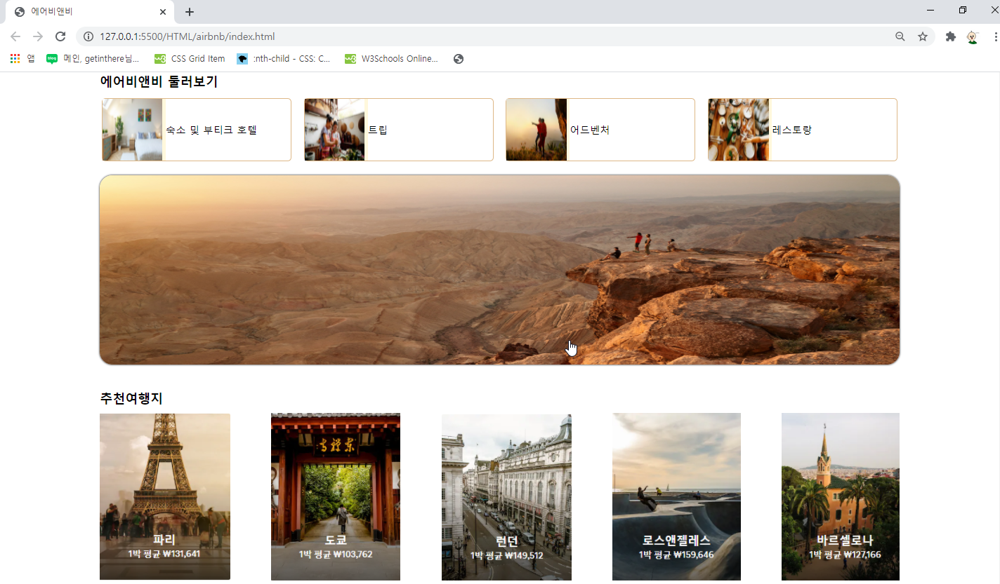 에어비앤비
127.0.0.1:5500/HTML/airbnb/index.html
앱 메인, getinthere님... CSS Grid Item :nth-child - CSS: C... W3Schools Online...
에어비앤비 둘러보기
숙소 및 부티크 호텔
트립
어드벤처
레스토랑
추천여행지
파리
1박 평균 ₩131,641
도쿄
1박 평균 ₩103,762
런던
1박 평균 ₩149,512
로스앤젤레스
1박 평균 ₩159,646
바르셀로나
1박 평균 ₩127,166